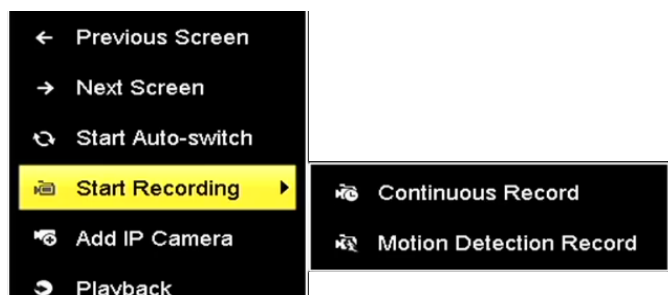 Previous Screen
Next Screen
Start Auto-switch
Start Recording
Continuous Record
Add IP Camera
Motion Detection Record
Playback